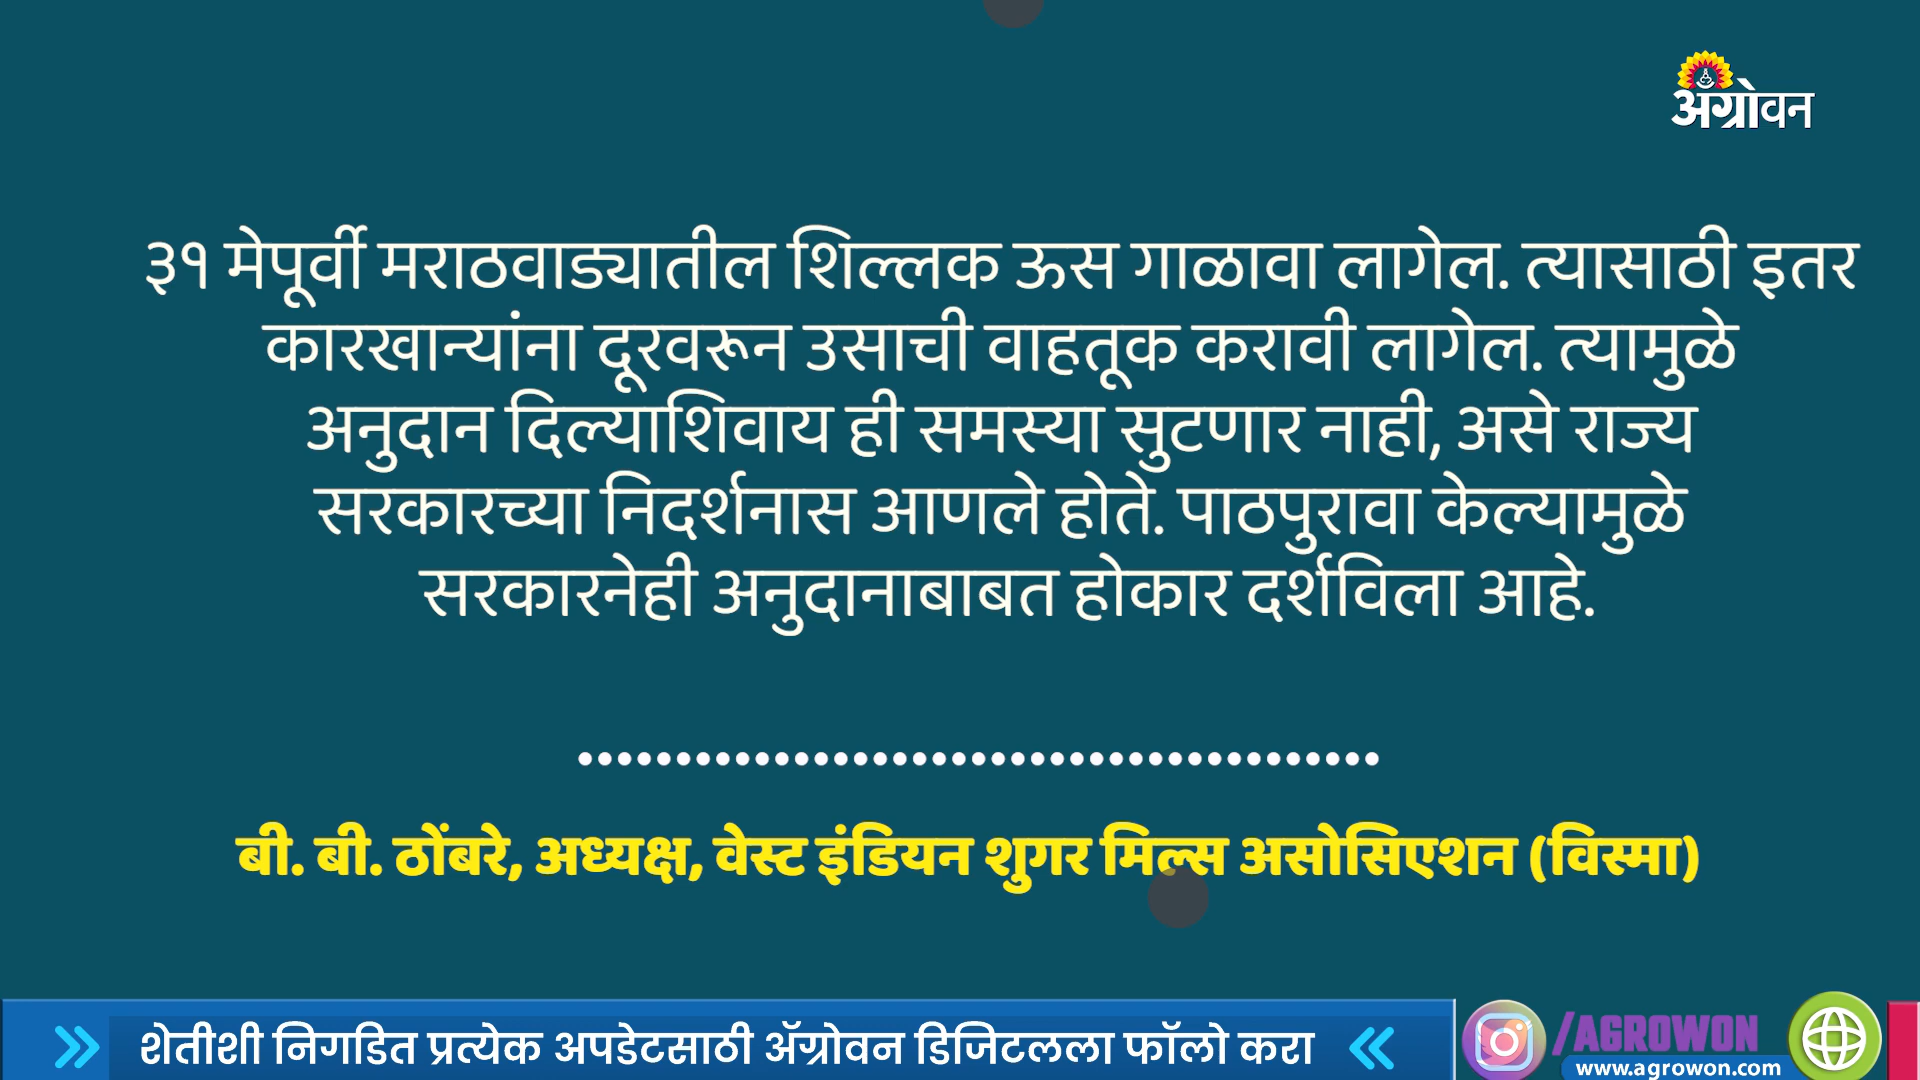 अॅग्रोवन
३१ मेपूर्वी मराठवाड्यातील शिल्लक ऊस गाळावा लागेल. त्यासाठी इतर
कारखान्यांना दूरवरून उसाची वाहतूक करावी लागेल. त्यामुळे
अनुदान दिल्याशिवाय ही समस्या सुटणार नाही, असे राज्य
सरकारच्या निदर्शनास आणले होते. पाठपुरावा केल्यामुळे
सरकारनेही अनुदानाबाबत होकार दर्शविला आहे.
बी. बी. ठोंबरे, अध्यक्ष, वेस्ट इंडियन शुगर मिल्स असोसिएशन (विस्मा)
शेतीशी निगडित प्रत्येक अपडेटसाठी ॲग्रोवन डिजिटलला फॉलो करा
/AGROWON
www.agrowon.com